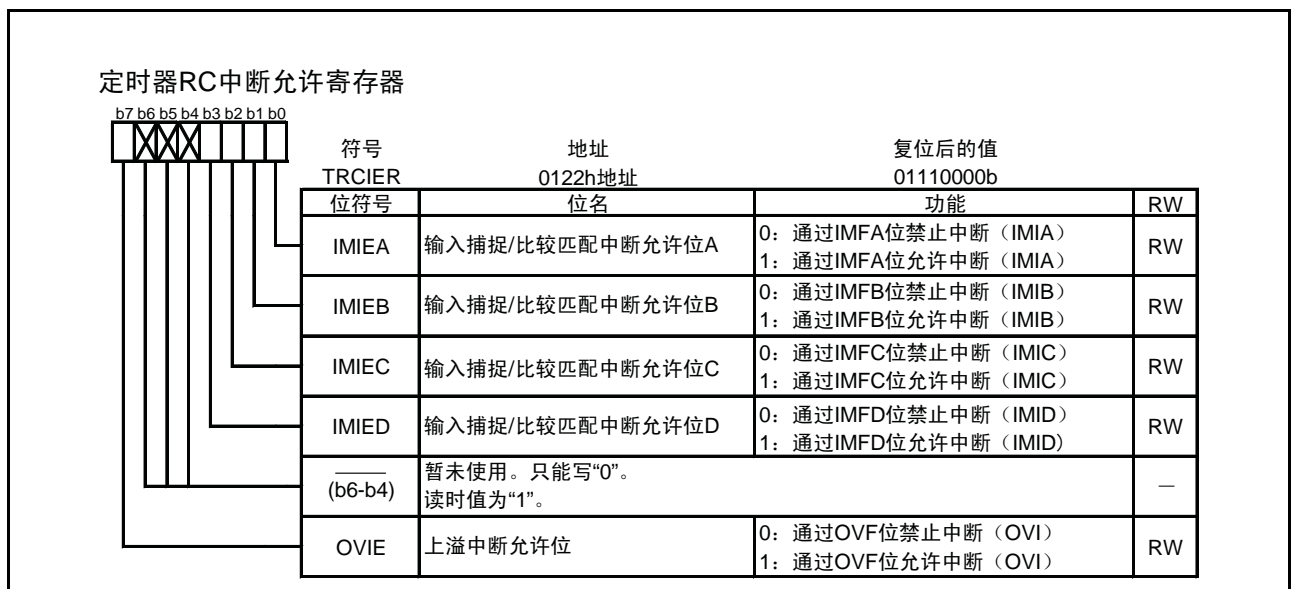 定时器RC中断允许寄存器
b7 b6 b5 b4 b3 b2 b1 b0
符号 地址 复位后的值
TRCIER 0122h地址 01110000b
位符号 位名 功能 RW
IMIEA 输入捕捉/比较匹配中断允许位A 0：通过IMFA位禁止中断（IMIA） RW
1：通过IMFA位允许中断（IMIA）
IMIEB 输入捕捉/比较匹配中断允许位B 0：通过IMFB位禁止中断（IMIB） RW
1：通过IMFB位允许中断（IMIB）
IMIEC 输入捕捉/比较匹配中断允许位C 0：通过IMFC位禁止中断（IMIC） RW
1：通过IMFC位允许中断（IMIC）
IMIED 输入捕捉/比较匹配中断允许位D 0：通过IMFD位禁止中断（IMID） RW
1：通过IMFD位允许中断（IMID)
(b6-b4) 暂未使用。只能写“0”。 —
读时值为“1”。
OVIE 上溢中断允许位 0：通过OVF位禁止中断（OVI） RW
1：通过OVF位允许中断（OVI）